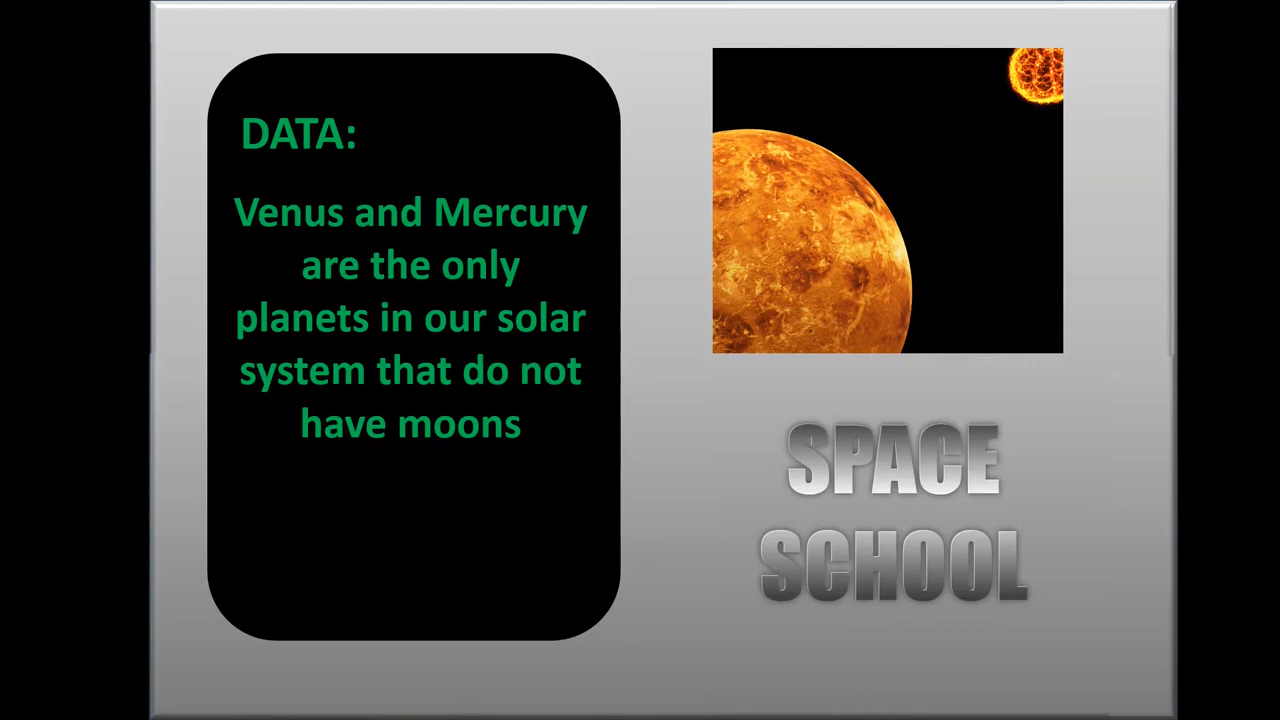 DATA:
Venus and Mercury
are the only
planets in our solar
system that do not
have moons
SPACE
SCHOOL